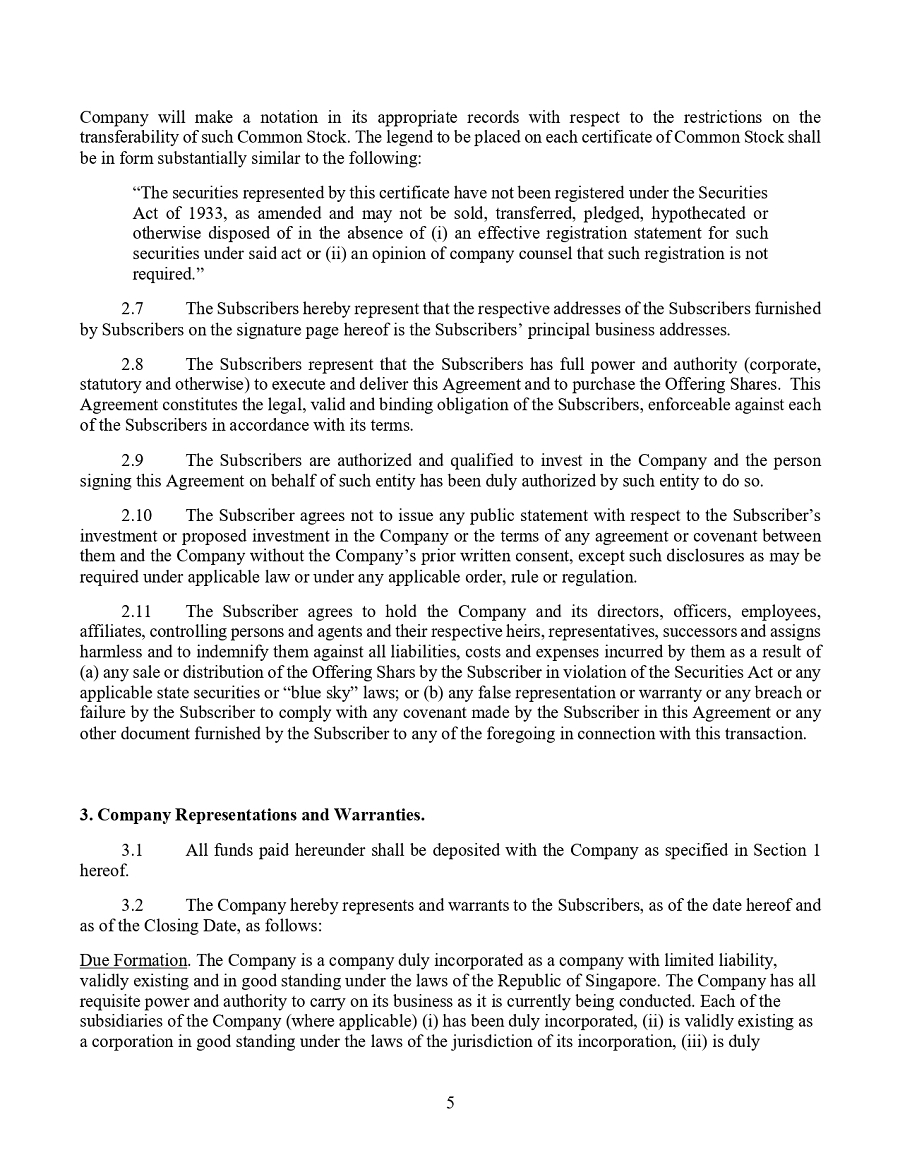 Company will make a notation in its appropriate records with respect to the restrictions on the
transferability of such Common Stock. The legend to be placed on each certificate of Common Stock shall
be in form substantially similar to the following:
“The securities represented by this certificate have not been registered under the Securities
Act of 1933, as amended and may not be sold, transferred, pledged, hypothecated or
otherwise disposed of in the absence of (i) an effective registration statement for such
securities under said act or (ii) an opinion of company counsel that such registration is not
required.”
2.7 The Subscribers hereby represent that the respective addresses of the Subscribers furnished
by Subscribers on the signature page hereof is the Subscribers’ principal business addresses.
2.8 The Subscribers represent that the Subscribers has full power and authority (corporate,
statutory and otherwise) to execute and deliver this Agreement and to purchase the Offering Shares. This
Agreement constitutes the legal, valid and binding obligation of the Subscribers, enforceable against each
of the Subscribers in accordance with its terms.
2.9 The Subscribers are authorized and qualified to invest in the Company and the person
signing this Agreement on behalf of such entity has been duly authorized by such entity to do so.
2.10 The Subscriber agrees not to issue any public statement with respect to the Subscriber’s
investment or proposed investment in the Company or the terms of any agreement or covenant between
them and the Company without the Company’s prior written consent, except such disclosures as may be
required under applicable law or under any applicable order, rule or regulation.
2.11 The Subscriber agrees to hold the Company and its directors, officers, employees,
affiliates, controlling persons and agents and their respective heirs, representatives, successors and assigns
harmless and to indemnify them against all liabilities, costs and expenses incurred by them as a result of
(a) any sale or distribution of the Offering Shars by the Subscriber in violation of the Securities Act or any
applicable state securities or “blue sky” laws; or (b) any false representation or warranty or any breach or
failure by the Subscriber to comply with any covenant made by the Subscriber in this Agreement or any
other document furnished by the Subscriber to any of the foregoing in connection with this transaction.
3. Company Representations and Warranties.
3.1 All funds paid hereunder shall be deposited with the Company as specified in Section 1
hereof.
3.2 The Company hereby represents and warrants to the Subscribers, as of the date hereof and
as of the Closing Date, as follows:
Due Formation. The Company is a company duly incorporated as a company with limited liability,
validly existing and in good standing under the laws of the Republic of Singapore. The Company has all
requisite power and authority to carry on its business as it is currently being conducted. Each of the
subsidiaries of the Company (where applicable) (i) has been duly incorporated, (ii) is validly existing as
a corporation in good standing under the laws of the jurisdiction of its incorporation, (iii) is duly
5